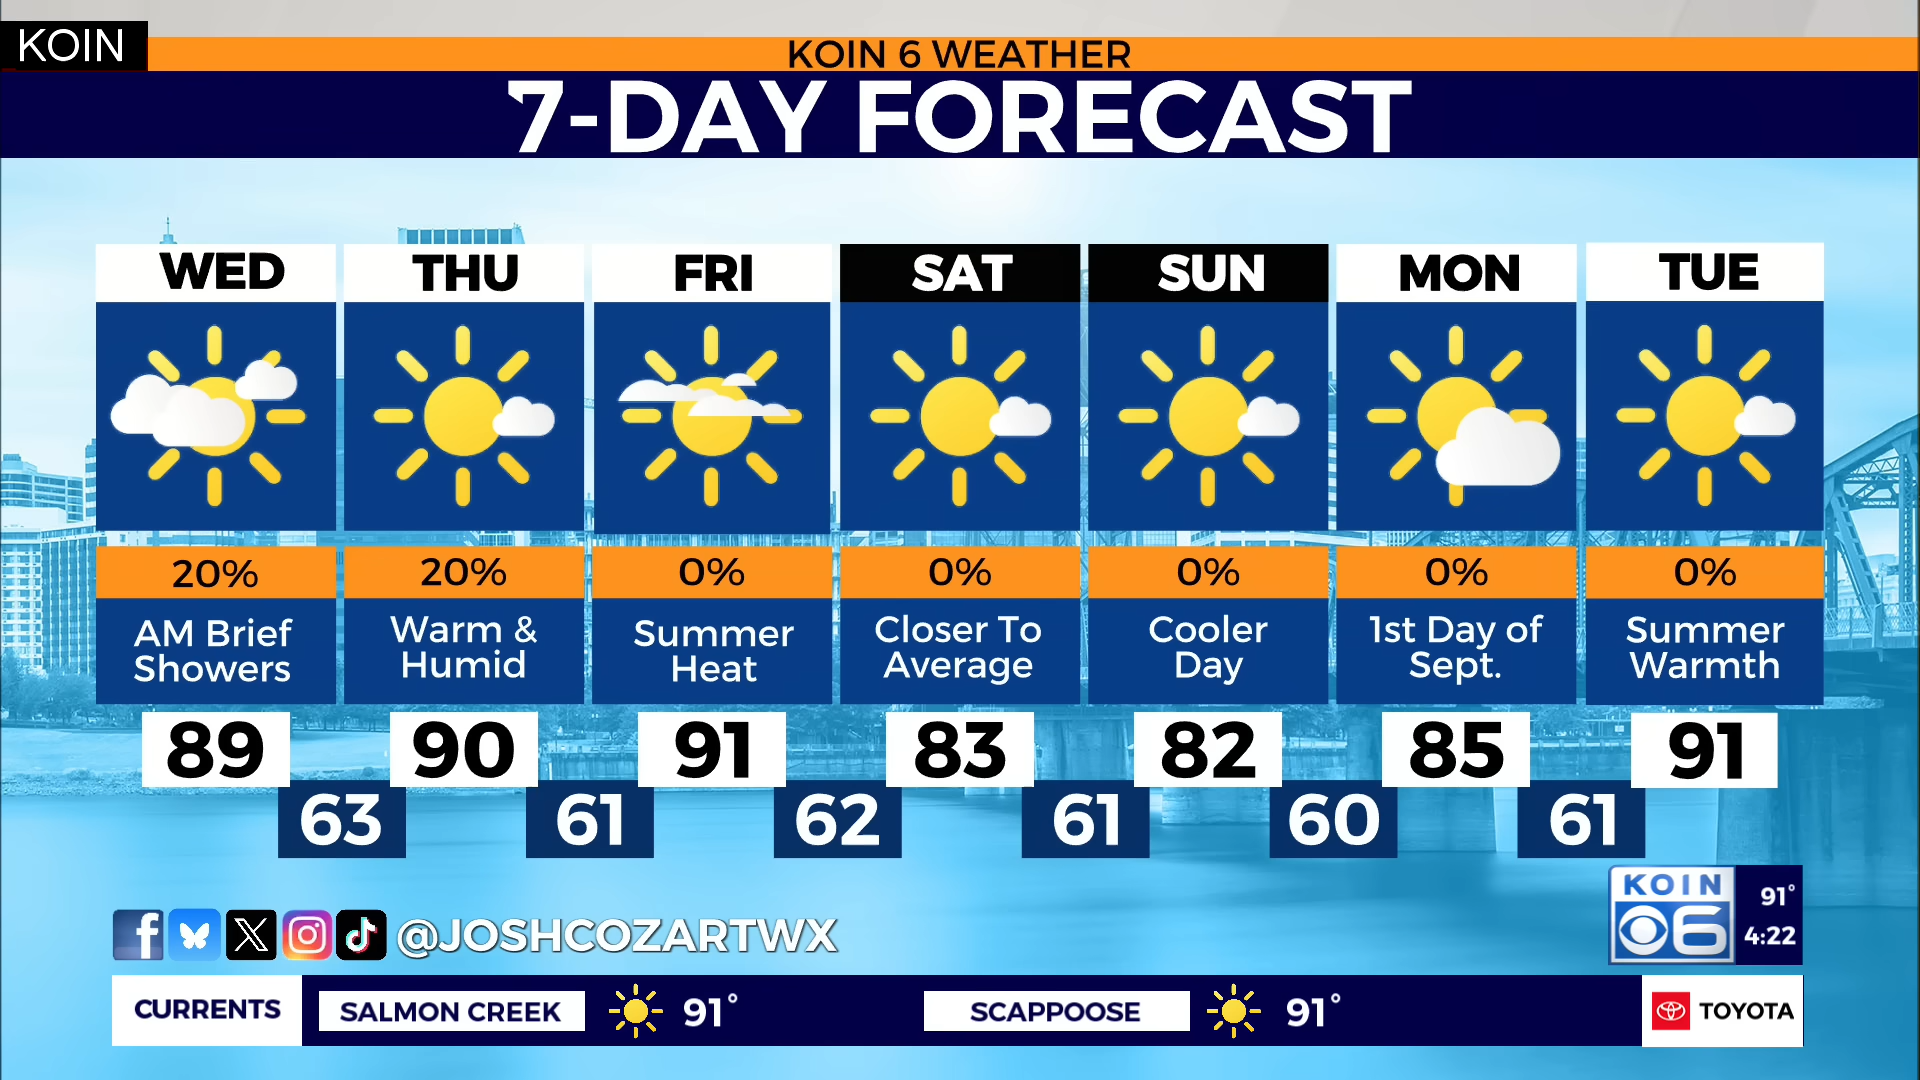 KOIN
KOIN 6 WEATHER
7-DAY FORECAST
WED
THU
FRI
SAT
SUN
MON
TUE
20%
20%
0%
0%
0%
0%
0%
AM Brief
Showers
Warm &
Humid
Summer
Heat
Closer To
Average
Cooler
Day
1st Day of
Sept.
Summer
Warmth
89
90
91
83
82
85
91
63
61
62
61
60
61
@JOSHCOZARTWX
KOIN
6
91°
4:22
CURRENTS
SALMON CREEK
91°
SCAPPOOSE
91°
TOYOTA